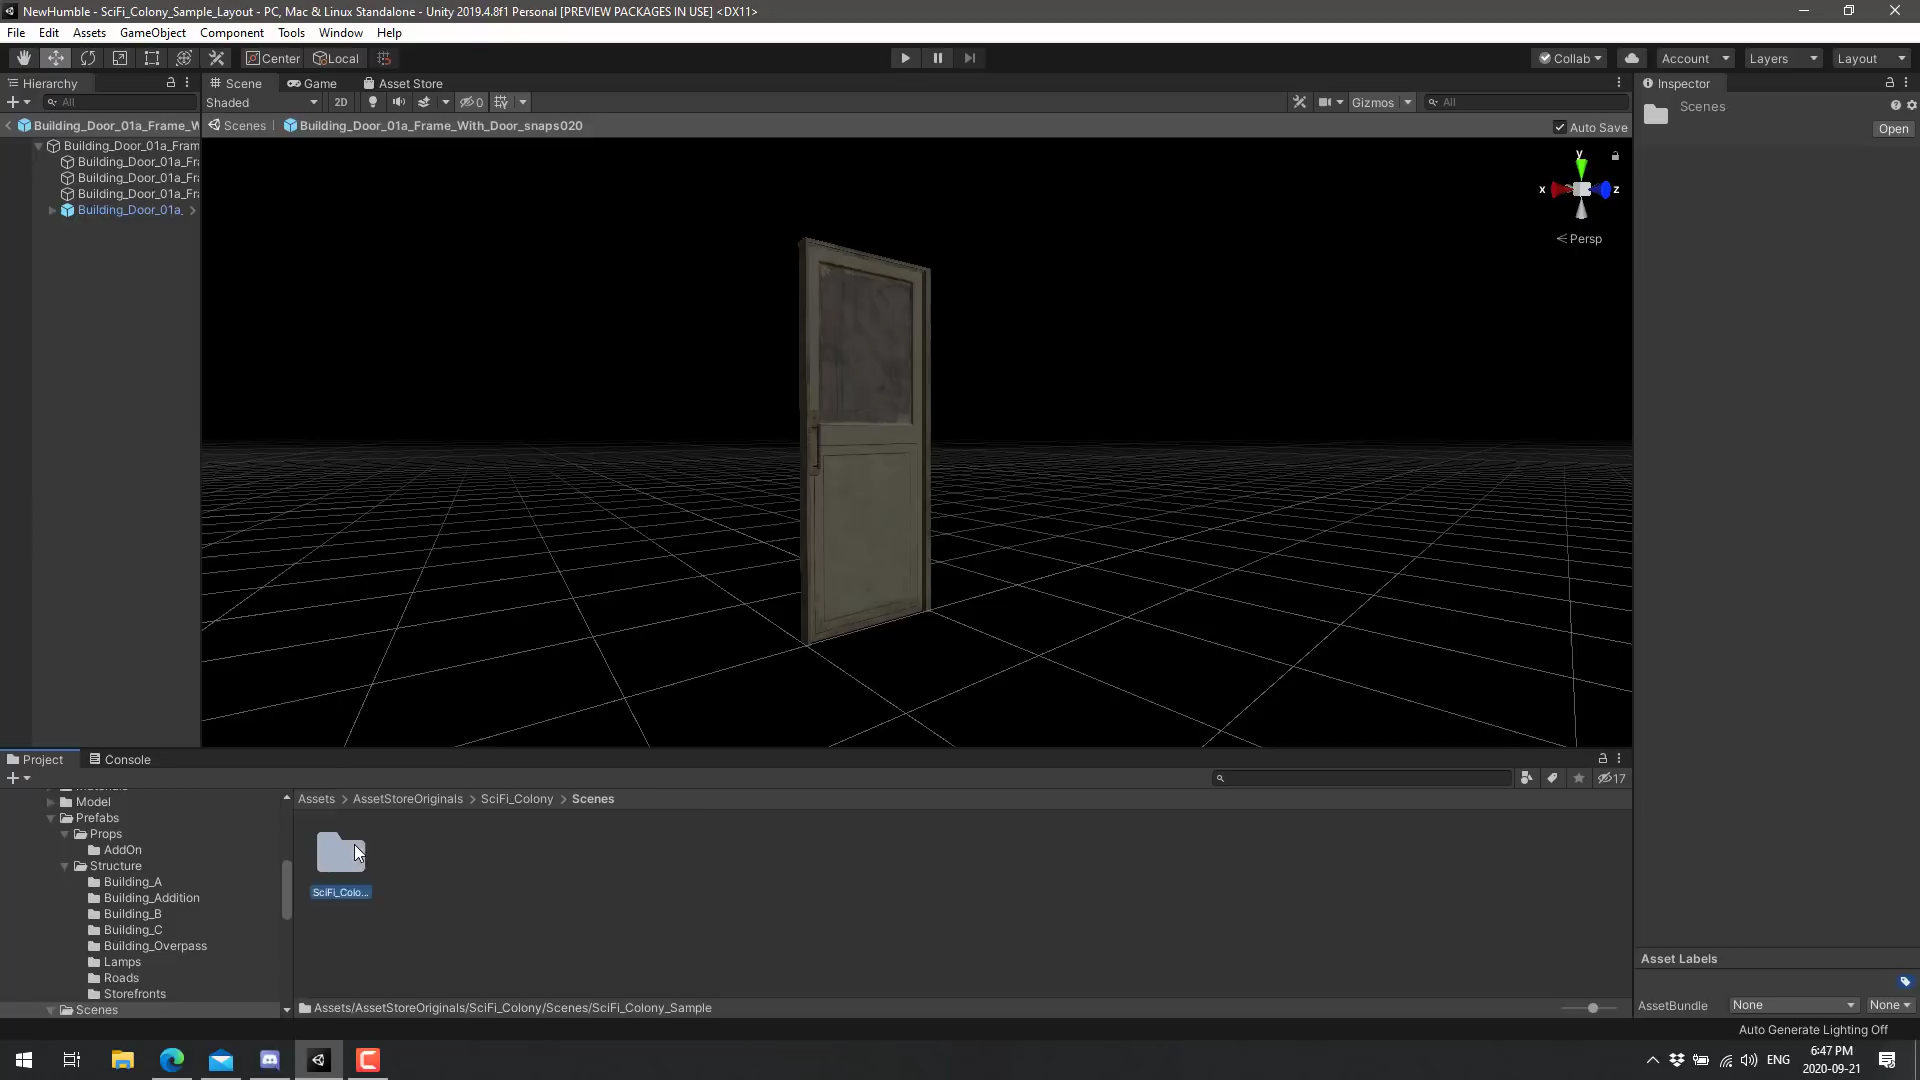 NewHumble - SciFi_Colony_Sample_Layout - PC, Mac & Linux Standalone - Unity 2019.4.8f1 Personal [PREVIEW PACKAGES IN USE] <DX11>
File Edit Assets GameObject Component Tools Window Help
Center Local Collab Account Layers Layout
Hierarchy Scene Game Asset Store Inspector
All Shaded 2D 0 Gizmos All Scenes
Open
Building_Door_01a_Frame_W Scenes Building_Door_01a_Frame_With_Door_snaps020 Auto Save
Building_Door_01a_Fram
Building_Door_01a_Fra
Building_Door_01a_Fra
Building_Door_01a_Fra
Building_Door_01a_
y
x z
Persp
Project Console
17
Assets > AssetStoreOriginals > SciFi_Colony > Scenes
Model
Prefabs
Props
AddOn
Structure
Building_A
Building_Addition
Building_B
Building_C
Building_Overpass
Lamps
Roads
Storefronts
Scenes
SciFi_Colo...
Assets/AssetStoreOriginals/SciFi_Colony/Scenes/SciFi_Colony_Sample
Asset Labels
AssetBundle None None
Auto Generate Lighting Off
ENG
6:47 PM
2020-09-21